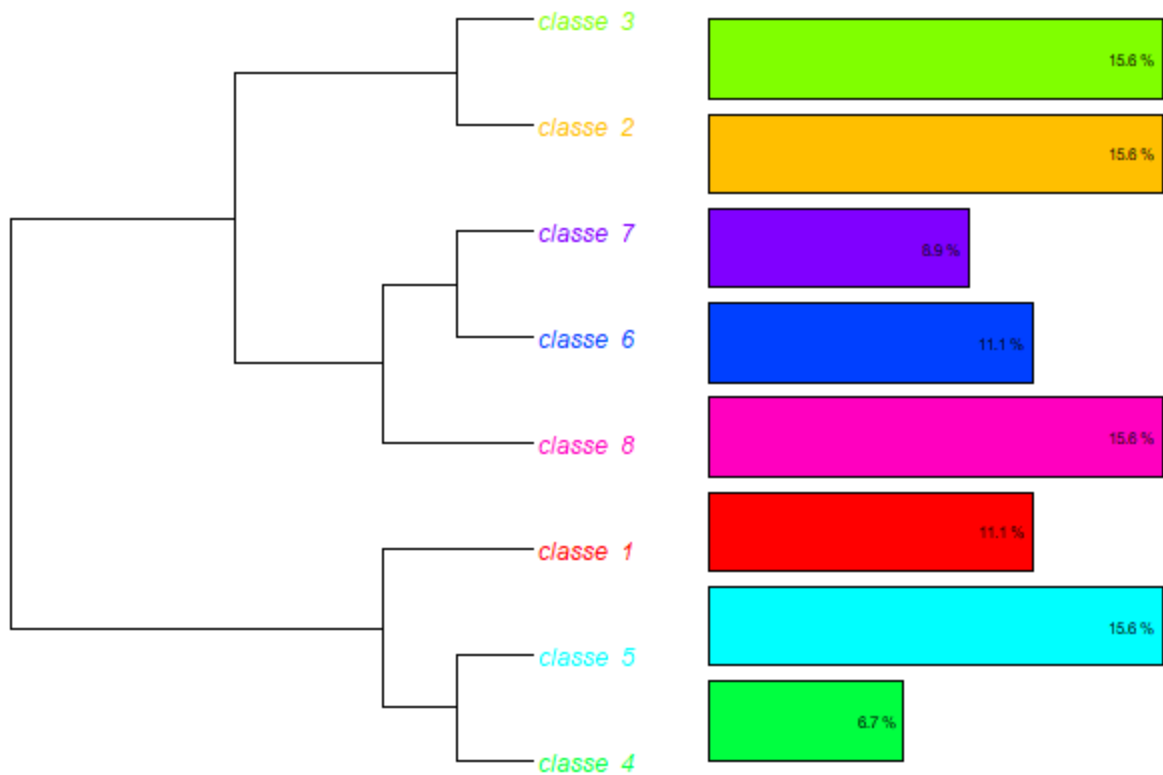 classe 3
15.6 %
classe 2
15.6 %
classe 7
8.9 %
classe 6
11.1 %
classe 8
15.6 %
classe 1
11.1 %
classe 5
15.6 %
classe 4
6.7 %